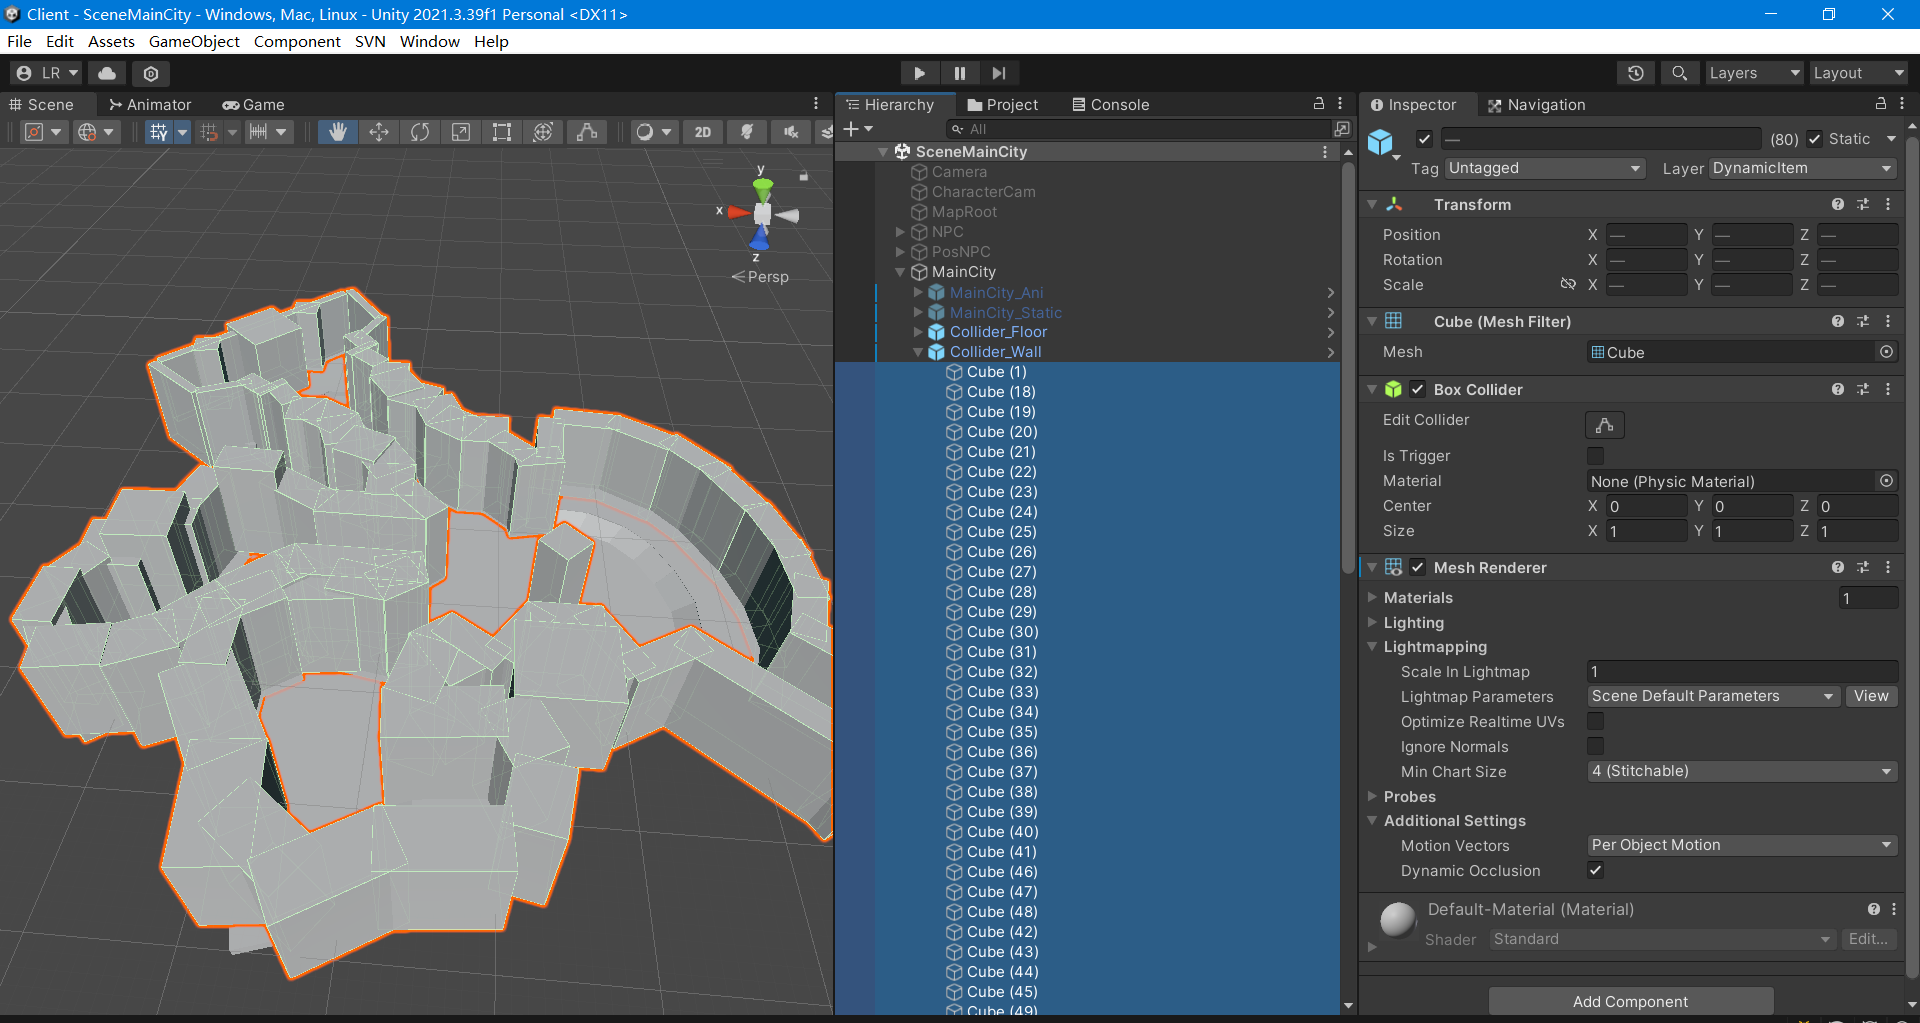 Client - SceneMainCity - Windows, Mac, Linux - Unity 2021.3.39f1 Personal <DX11>
File Edit Assets GameObject Component SVN Window Help
LR
Layers
Layout
Scene
Animator
Game
2D
y
x
z
Persp
Hierarchy
Project
Console
All
SceneMainCity
Camera
CharacterCam
MapRoot
NPC
PosNPC
MainCity
MainCity_Ani
MainCity_Static
Collider_Floor
Collider_Wall
Cube (1)
Cube (18)
Cube (19)
Cube (20)
Cube (21)
Cube (22)
Cube (23)
Cube (24)
Cube (25)
Cube (26)
Cube (27)
Cube (28)
Cube (29)
Cube (30)
Cube (31)
Cube (32)
Cube (33)
Cube (34)
Cube (35)
Cube (36)
Cube (37)
Cube (38)
Cube (39)
Cube (40)
Cube (41)
Cube (46)
Cube (47)
Cube (48)
Cube (42)
Cube (43)
Cube (44)
Cube (45)
Cube (49)
Inspector
Navigation
— (80) Static
Tag Untagged Layer DynamicItem
Transform
Position X — Y — Z —
Rotation X — Y — Z —
Scale X — Y — Z —
Cube (Mesh Filter)
Mesh Cube
Box Collider
Edit Collider
Is Trigger
Material None (Physic Material)
Center X 0 Y 0 Z 0
Size X 1 Y 1 Z 1
Mesh Renderer
Materials 1
Lighting
Lightmapping
Scale In Lightmap 1
Lightmap Parameters Scene Default Parameters View
Optimize Realtime UVs
Ignore Normals
Min Chart Size 4 (Stitchable)
Probes
Additional Settings
Motion Vectors Per Object Motion
Dynamic Occlusion
Default-Material (Material)
Shader Standard Edit...
Add Component